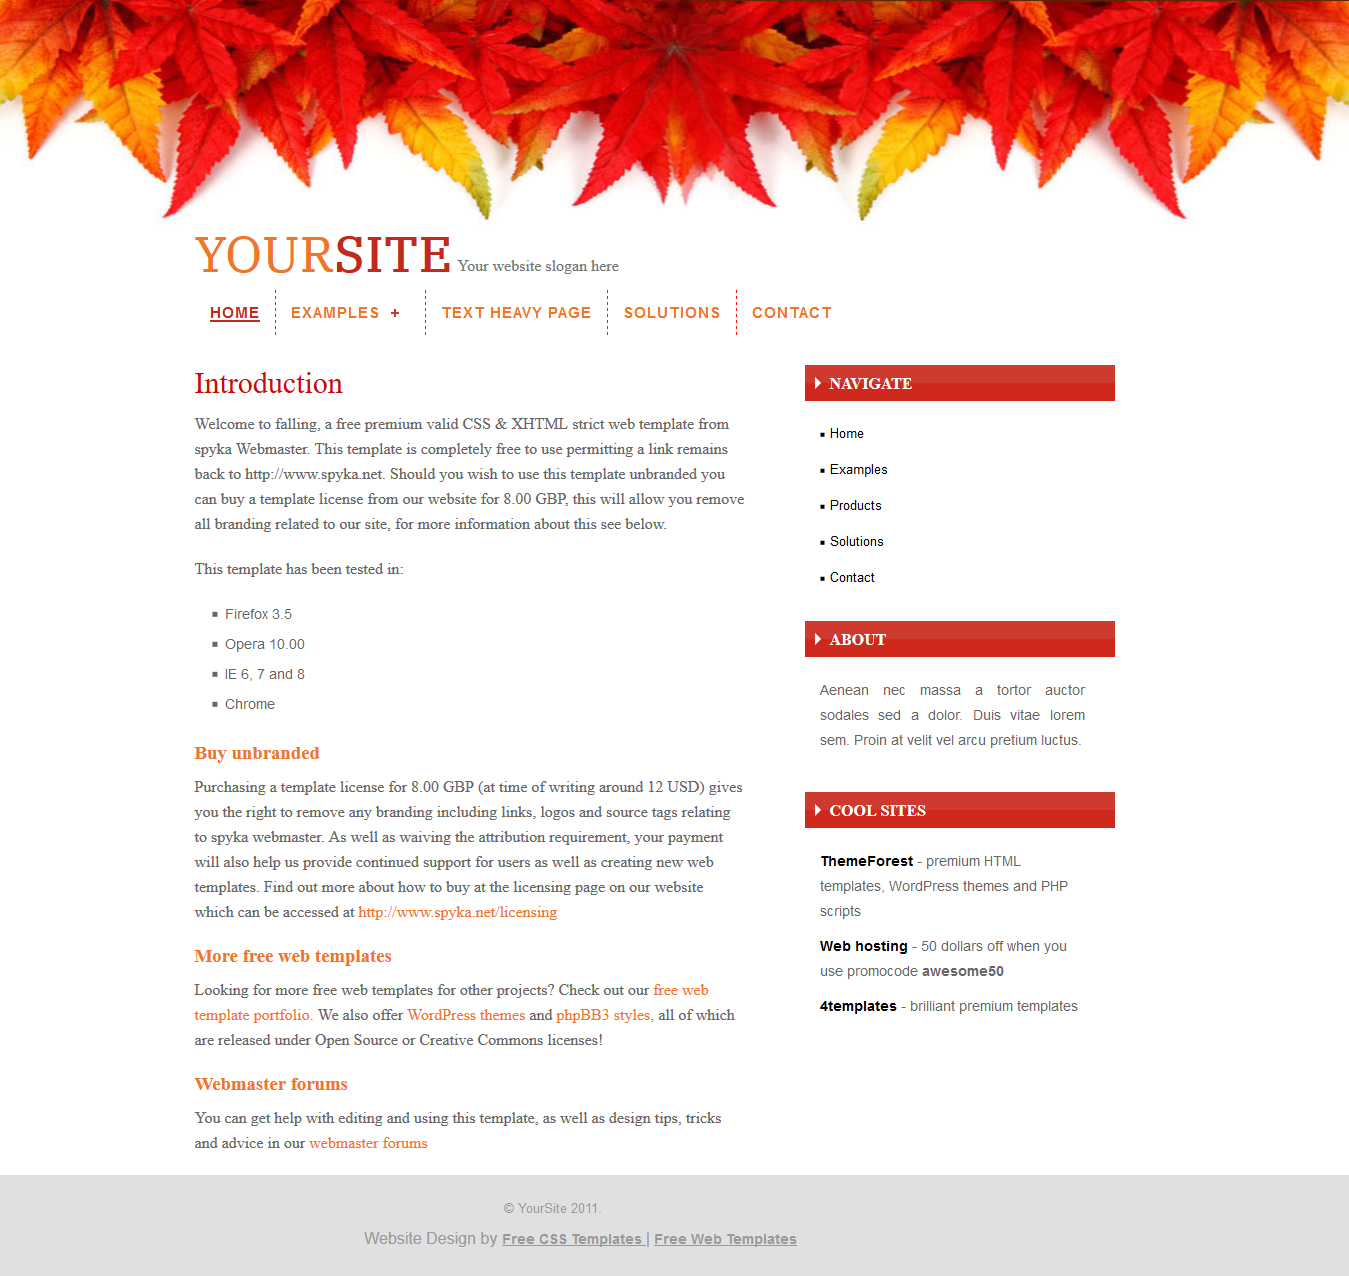 YOURSITE Your website slogan here
HOME EXAMPLES + TEXT HEAVY PAGE SOLUTIONS CONTACT
Introduction
Welcome to falling, a free premium valid CSS & XHTML strict web template from
spyka Webmaster. This template is completely free to use permitting a link remains
back to http://www.spyka.net. Should you wish to use this template unbranded you
can buy a template license from our website for 8.00 GBP, this will allow you remove
all branding related to our site, for more information about this see below.
This template has been tested in:
Firefox 3.5
Opera 10.00
IE 6, 7 and 8
Chrome
Buy unbranded
Purchasing a template license for 8.00 GBP (at time of writing around 12 USD) gives
you the right to remove any branding including links, logos and source tags relating
to spyka webmaster. As well as waiving the attribution requirement, your payment
will also help us provide continued support for users as well as creating new web
templates. Find out more about how to buy at the licensing page on our website
which can be accessed at http://www.spyka.net/licensing
More free web templates
Looking for more free web templates for other projects? Check out our free web
template portfolio. We also offer WordPress themes and phpBB3 styles, all of which
are released under Open Source or Creative Commons licenses!
Webmaster forums
You can get help with editing and using this template, as well as design tips, tricks
and advice in our webmaster forums
NAVIGATE
Home
Examples
Products
Solutions
Contact
ABOUT
Aenean nec massa a tortor auctor
sodales sed a dolor. Duis vitae lorem
sem. Proin at velit vel arcu pretium luctus.
COOL SITES
ThemeForest - premium HTML
templates, WordPress themes and PHP
scripts
Web hosting - 50 dollars off when you
use promocode awesome50
4templates - brilliant premium templates
© YourSite 2011.
Website Design by Free CSS Templates | Free Web Templates